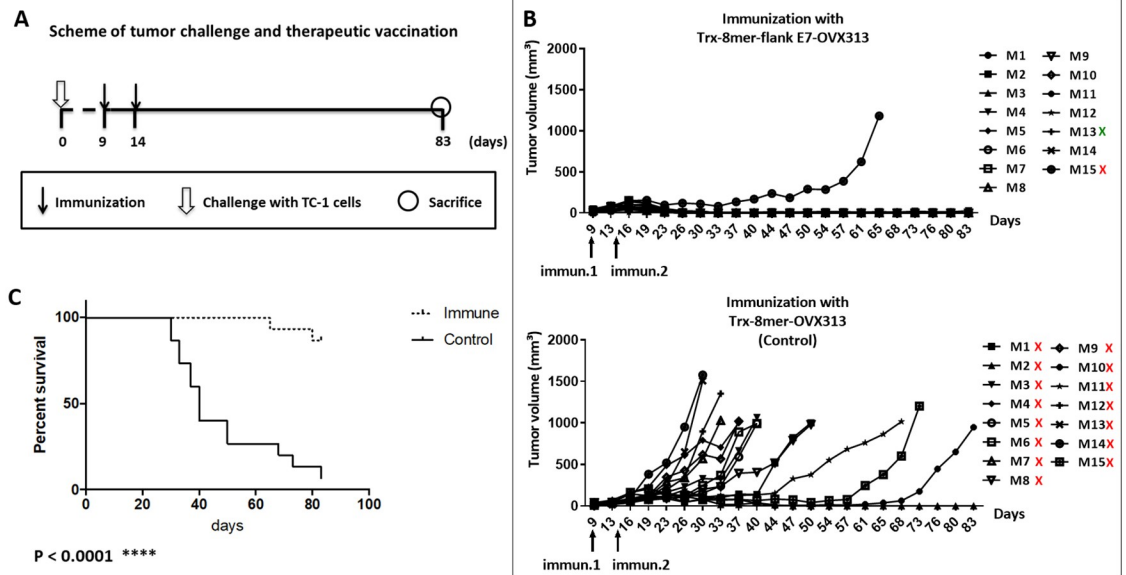 A
Scheme of tumor challenge and therapeutic vaccination
0 9 14 83 (days)
Immunization Challenge with TC-1 cells Sacrifice
B
Immunization with
Trx-8mer-flank E7-OVX313
Tumor volume (mm³)
2000
1500
1000
500
0
9 13 16 19 23 26 30 33 37 40 44 47 50 54 57 61 65 68 73 76 80 83 Days
immun.1 immun.2
M1 M9
M2 M10
M3 M11
M4 M12
M5 M13 X
M6 M14
M7 M15 X
M8
C
Percent survival
100
50
0
0 20 40 60 80 100
days
Immune
Control
P < 0.0001 ****
Immunization with
Trx-8mer-OVX313
(Control)
Tumor volume (mm³)
2000
1500
1000
500
0
9 13 16 19 23 26 30 33 37 40 44 47 50 54 57 61 65 68 73 76 80 83 Days
immun.1 immun.2
M1 X M9 X
M2 X M10 X
M3 X M11 X
M4 X M12 X
M5 X M13 X
M6 X M14 X
M7 X M15 X
M8 X